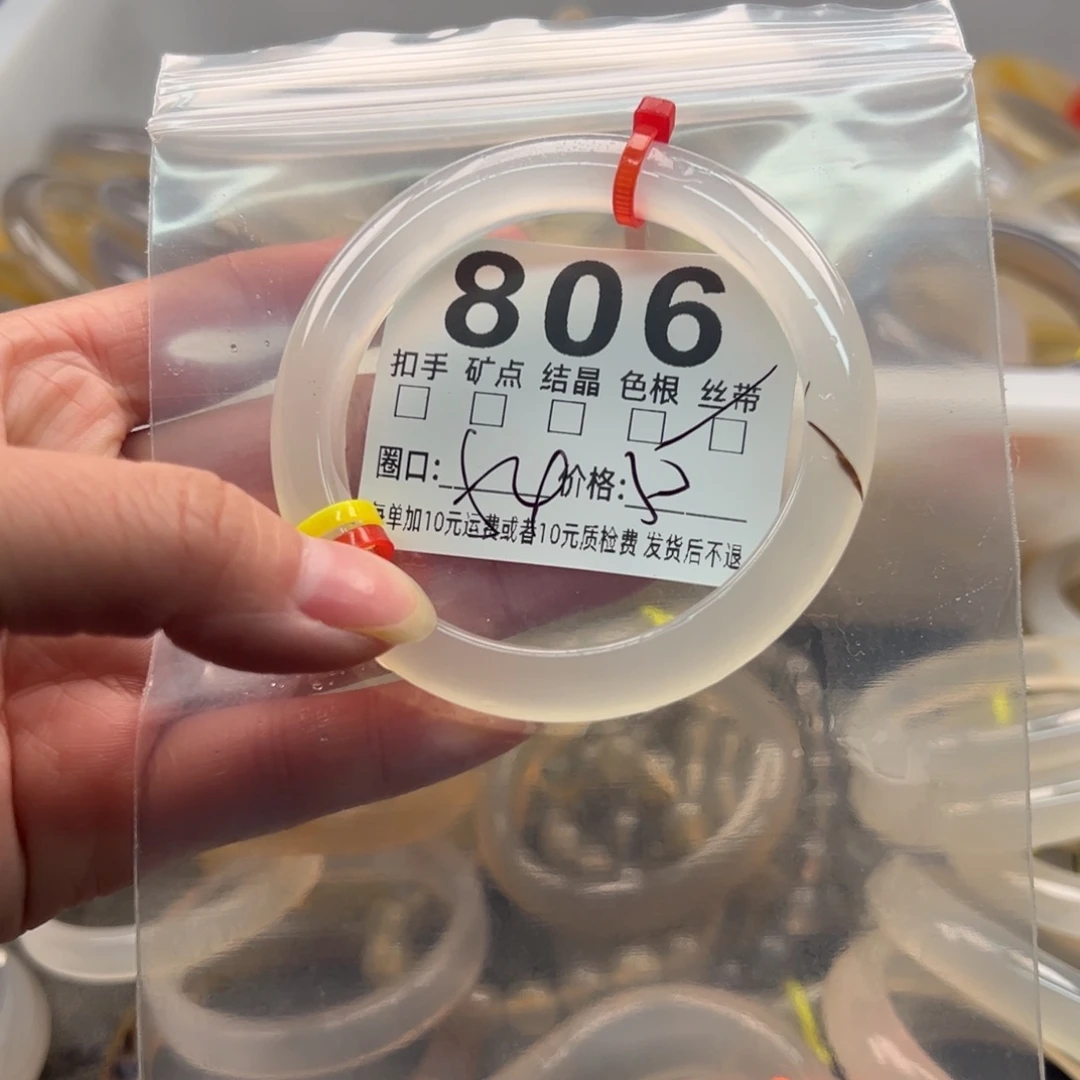 806
扣手 矿点 结晶 色根 丝带
圈口: 价格:
每单加10元运费或者10元质检费 发货后不退